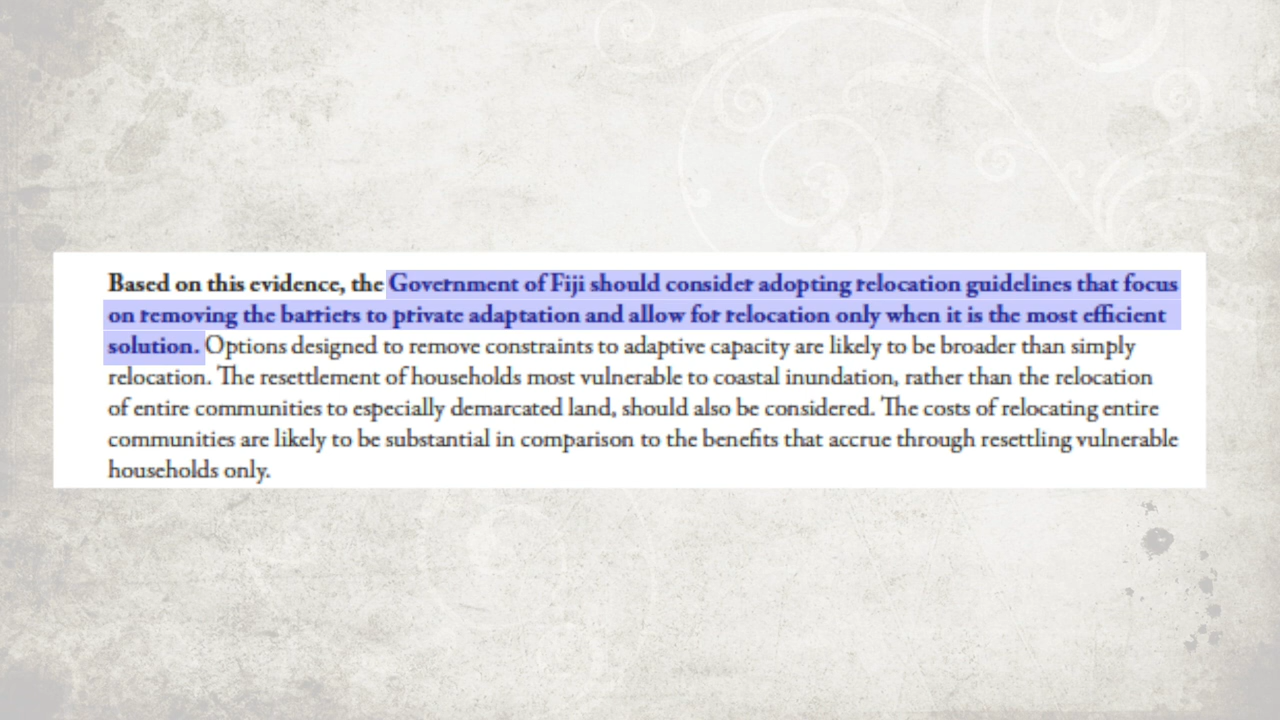 Based on this evidence, the Government of Fiji should consider adopting relocation guidelines that focus
on removing the barriers to private adaptation and allow for relocation only when it is the most efficient
solution. Options designed to remove constraints to adaptive capacity are likely to be broader than simply
relocation. The resettlement of households most vulnerable to coastal inundation, rather than the relocation
of entire communities to especially demarcated land, should also be considered. The costs of relocating entire
communities are likely to be substantial in comparison to the benefits that accrue through resettling vulnerable
households only.